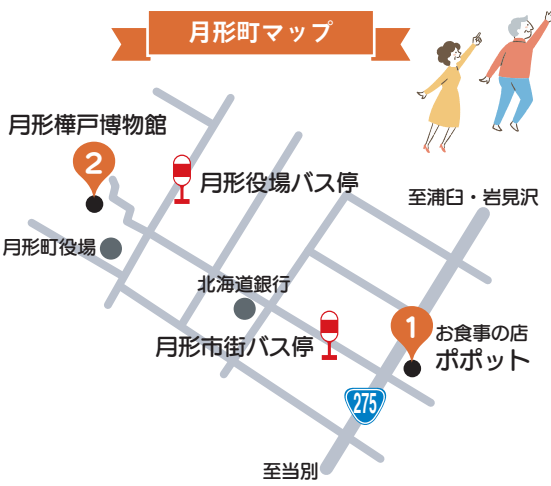 月形町マップ
月形樺戸博物館
2
月形役場バス停
至浦臼・岩見沢
月形町役場
北海道銀行
1
お食事の店
ポポット
月形市街バス停
275
至当別